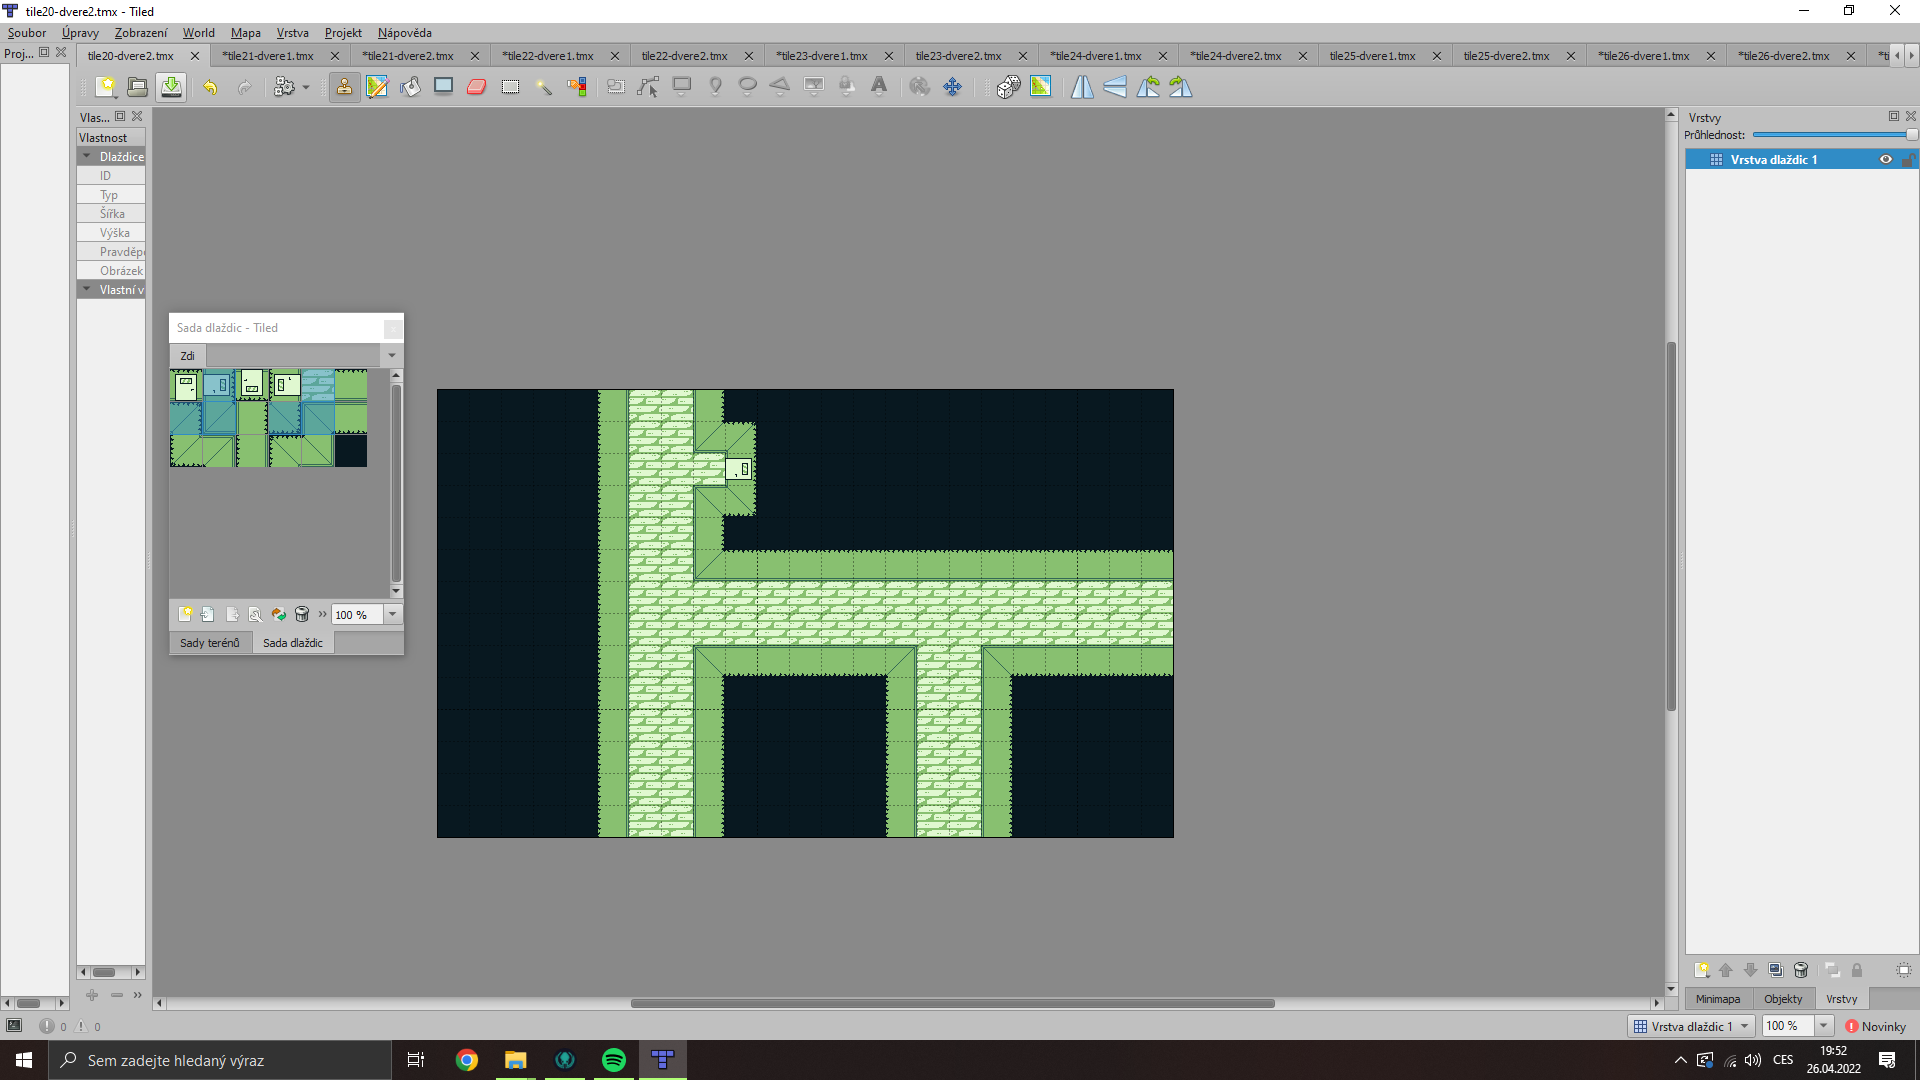 tile20-dvere2.tmx - Tiled
Soubor Úpravy Zobrazení World Mapa Vrstva Projekt Nápověda
Proj...
tile20-dvere2.tmx *tile21-dvere1.tmx *tile21-dvere2.tmx *tile22-dvere1.tmx tile22-dvere2.tmx *tile23-dvere1.tmx tile23-dvere2.tmx *tile24-dvere1.tmx *tile24-dvere2.tmx tile25-dvere1.tmx tile25-dvere2.tmx *tile26-dvere1.tmx *tile26-dvere2.tmx
Vlas...
Vlastnost
Dlaždice
ID
Typ
Šířka
Výška
Pravděp
Obrázek
Vlastní v
Sada dlaždic - Tiled
Zdi
100 %
Sady terénů Sada dlaždic
Vrstvy
Průhlednost:
Vrstva dlaždic 1
Minimapa Objekty Vrstvy
0 0
Vrstva dlaždic 1 100 % Novinky
Sem zadejte hledaný výraz
CES
19:52
26.04.2022